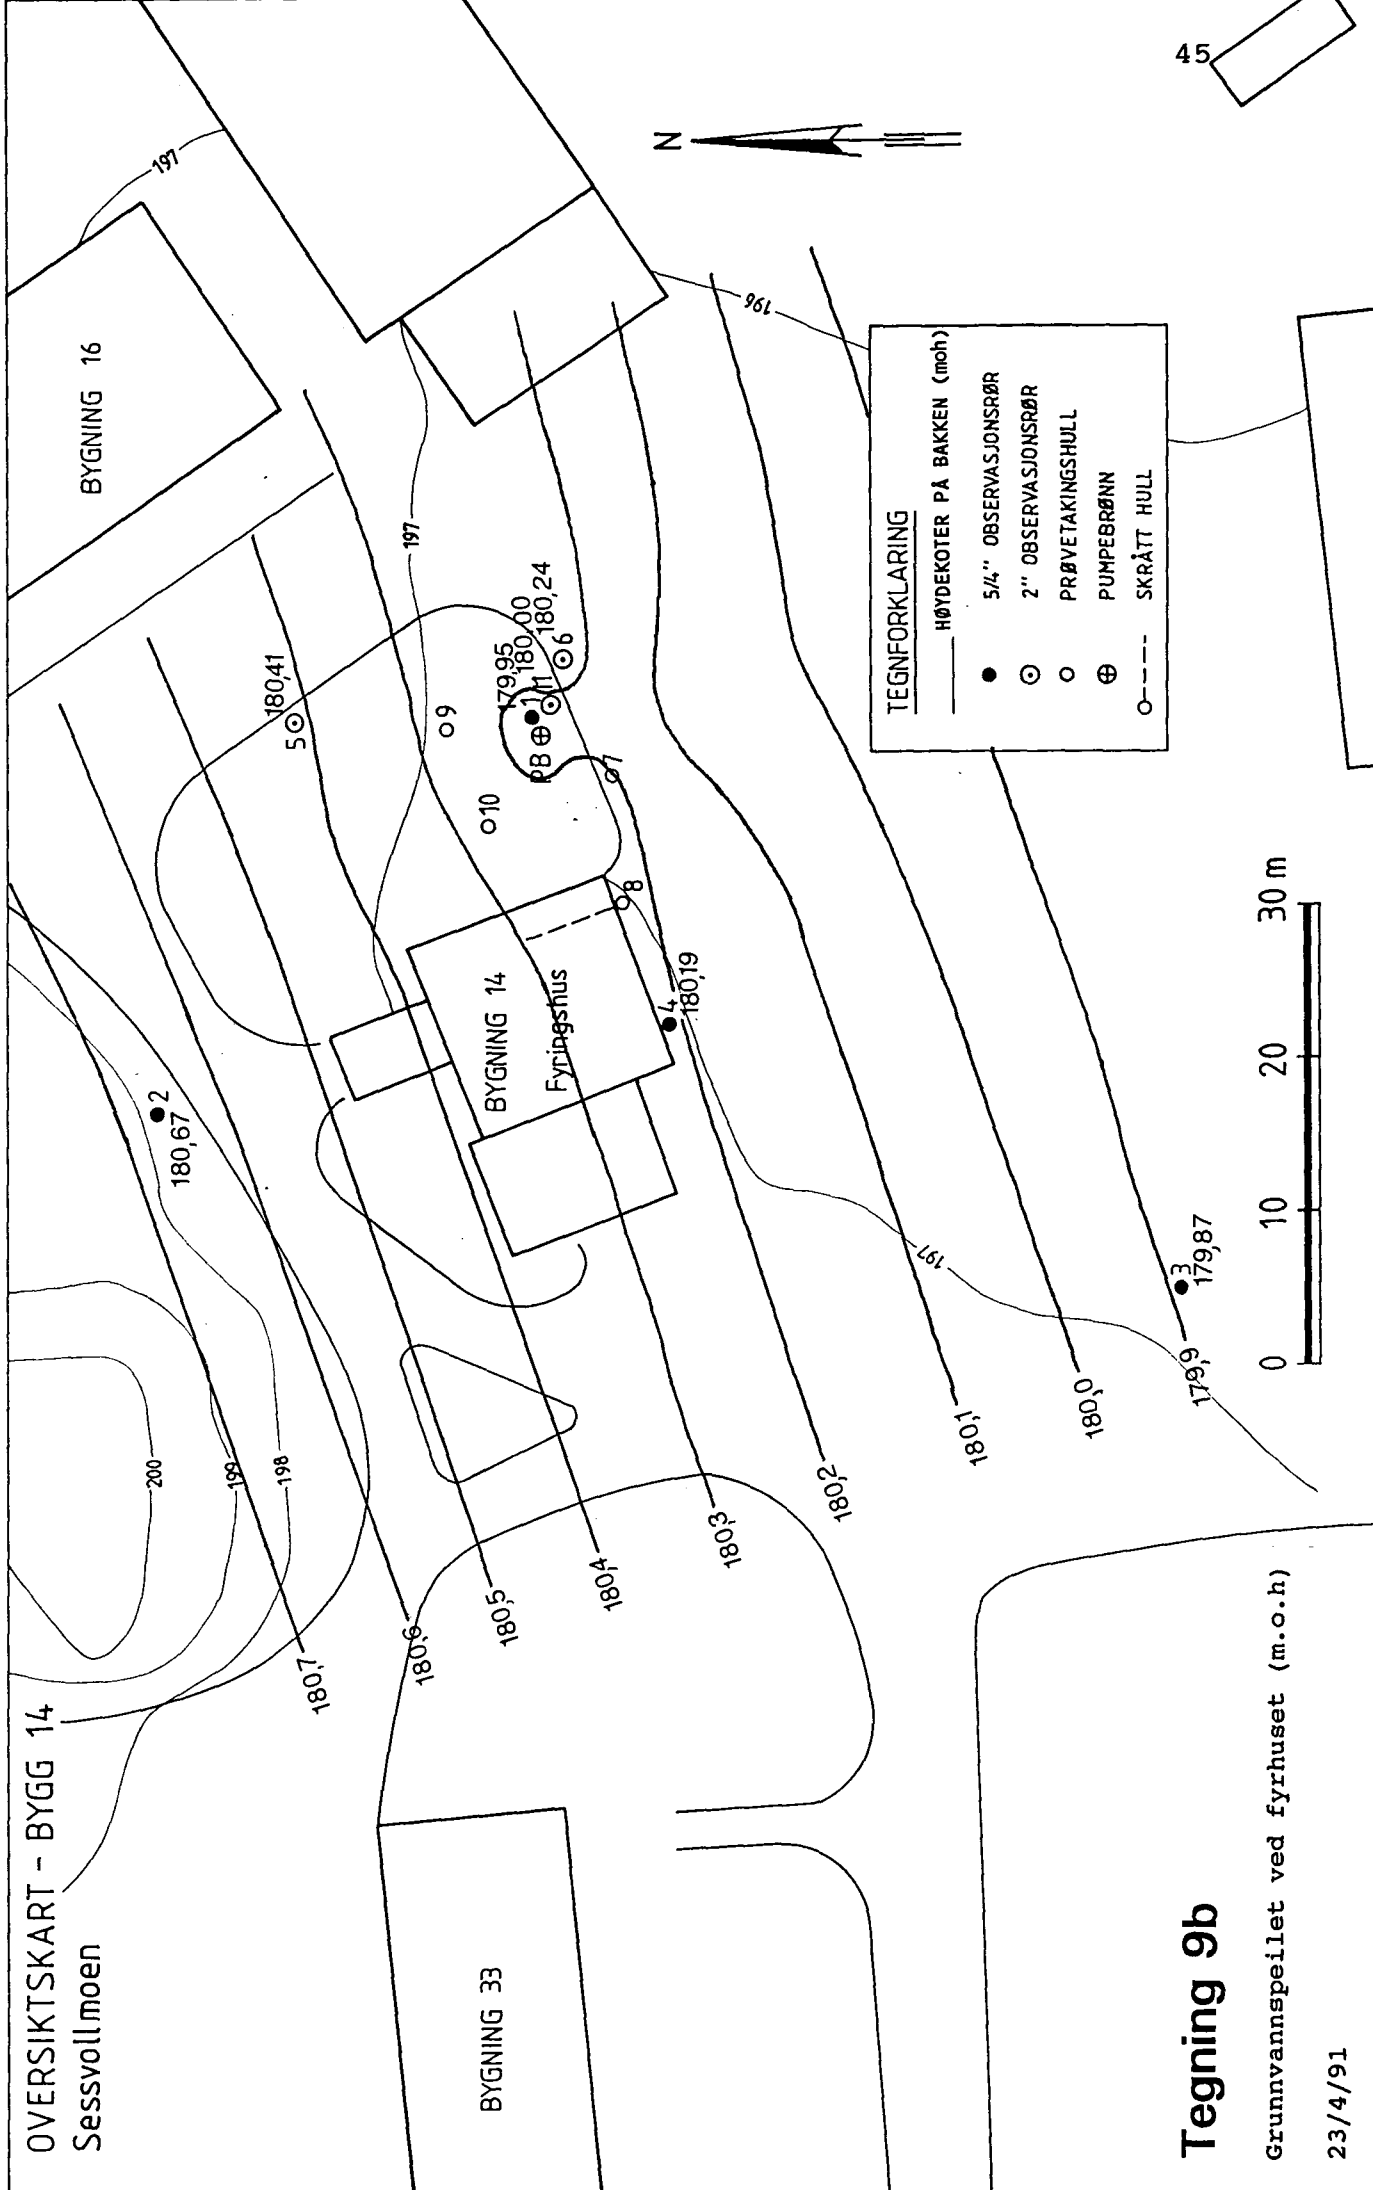 OVERSIKTSKART - BYGG 14
Sessvollmoen
BYGNING 16
BYGNING 33
BYGNING 14
Fyringshus
45
N
197
197
197
196
200
199
198
2
180,67
5
180,41
9
10
179,95
180,00
180,24
1
11
6
PB
7
8
4
180,19
3
179,87
180,7
180,6
180,5
180,4
180,3
180,2
180,1
180,0
179,9
TEGNFORKLARING
HØYDEKOTER PÅ BAKKEN (moh)
5/4" OBSERVASJONSRØR
2" OBSERVASJONSRØR
PRØVETAKINGSHULL
PUMPEBRØNN
SKRÅTT HULL
0 10 20 30 m
Tegning 9b
Grunnvannspeilet ved fyrhuset (m.o.h)
23/4/91